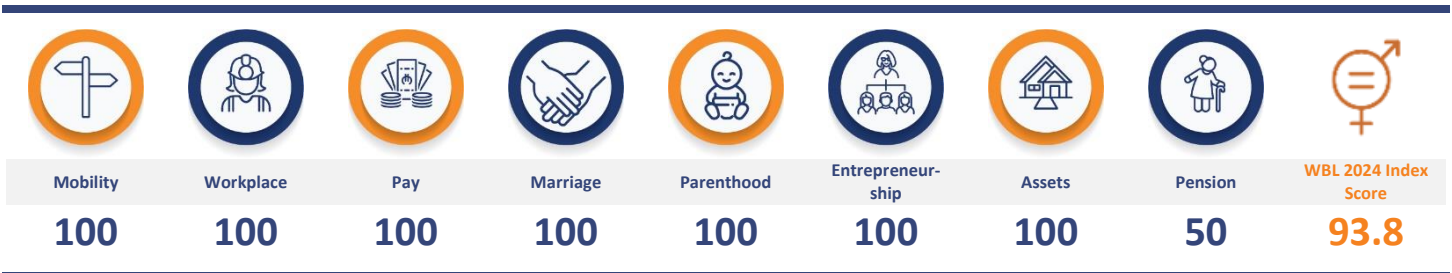 Mobility
Workplace
Pay
Marriage
Parenthood
Entrepreneur-
ship
Assets
Pension
WBL 2024 Index
Score
100
100
100
100
100
100
100
50
93.8